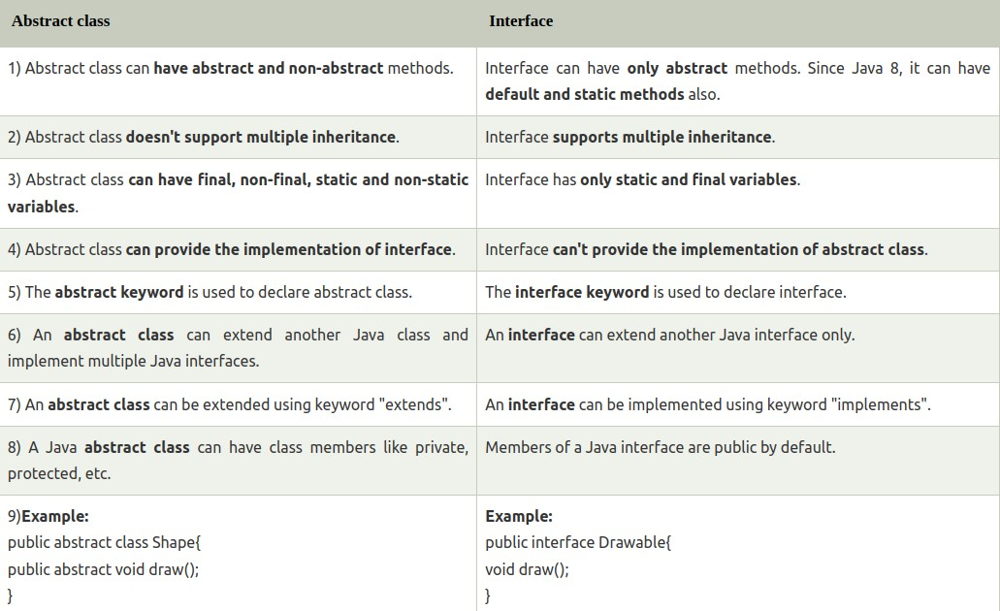 Abstract class
Interface
1) Abstract class can have abstract and non-abstract methods.
Interface can have only abstract methods. Since Java 8, it can have
default and static methods also.
2) Abstract class doesn't support multiple inheritance.
Interface supports multiple inheritance.
3) Abstract class can have final, non-final, static and non-static
variables.
Interface has only static and final variables.
4) Abstract class can provide the implementation of interface.
Interface can't provide the implementation of abstract class.
5) The abstract keyword is used to declare abstract class.
The interface keyword is used to declare interface.
6) An abstract class can extend another Java class and
implement multiple Java interfaces.
An interface can extend another Java interface only.
7) An abstract class can be extended using keyword "extends".
An interface can be implemented using keyword "implements".
8) A Java abstract class can have class members like private,
protected, etc.
Members of a Java interface are public by default.
9)Example:
public abstract class Shape{
public abstract void draw();
}
Example:
public interface Drawable{
void draw();
}